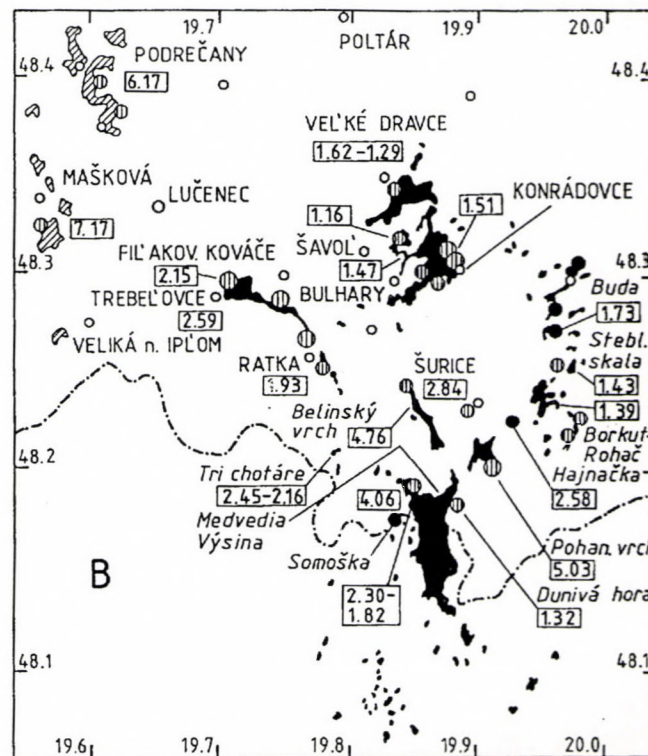 19.7 19.9 20.0
48.4 PODREČANY POLTÁR 48.4
6.17
VEĽKÉ DRAVCE
1.62-1.29
MAŠKOVÁ
LUČENEC
KONRÁDOVCE
7.17
1.16 1.51
FIĽAKOV. KOVÁČE
ŠAVOĽ
48.3 2.15 1.47 48.3
TREBEĽOVCE BULHARY
Buda
2.59
1.73
VELIKÁ n. IPĽOM
Stebl.
skala
RATKA
ŠURICE
1.93 2.84
1.43
Belinský
vrch
1.39
4.76
Borkut-
Rohač
48.2 Tri chotáre 48.2
2.45-2.16 4.06
Hajnačka
2.58
Medvedia
Výsina
Somoška
Pohan. vrch
5.03
B
2.30-
1.82
Dunivá hora
1.32
48.1 48.1
19.6 19.7 19.8 19.9 20.0